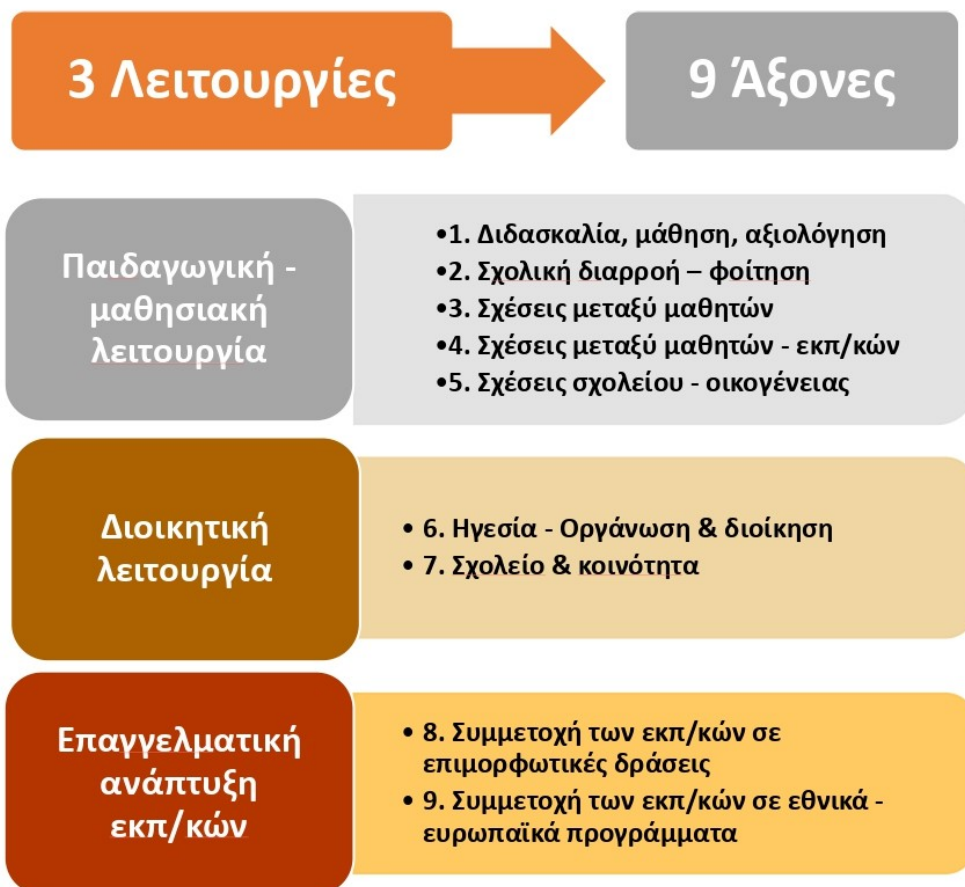 3 Λειτουργίες
9 Άξονες
Παιδαγωγική -
μαθησιακή
λειτουργία
•1. Διδασκαλία, μάθηση, αξιολόγηση
•2. Σχολική διαρροή – φοίτηση
•3. Σχέσεις μεταξύ μαθητών
•4. Σχέσεις μεταξύ μαθητών - εκπ/κών
•5. Σχέσεις σχολείου - οικογένειας
Διοικητική
λειτουργία
• 6. Ηγεσία - Οργάνωση & διοίκηση
• 7. Σχολείο & κοινότητα
Επαγγελματική
ανάπτυξη
εκπ/κών
• 8. Συμμετοχή των εκπ/κών σε
επιμορφωτικές δράσεις
• 9. Συμμετοχή των εκπ/κών σε εθνικά -
ευρωπαϊκά προγράμματα